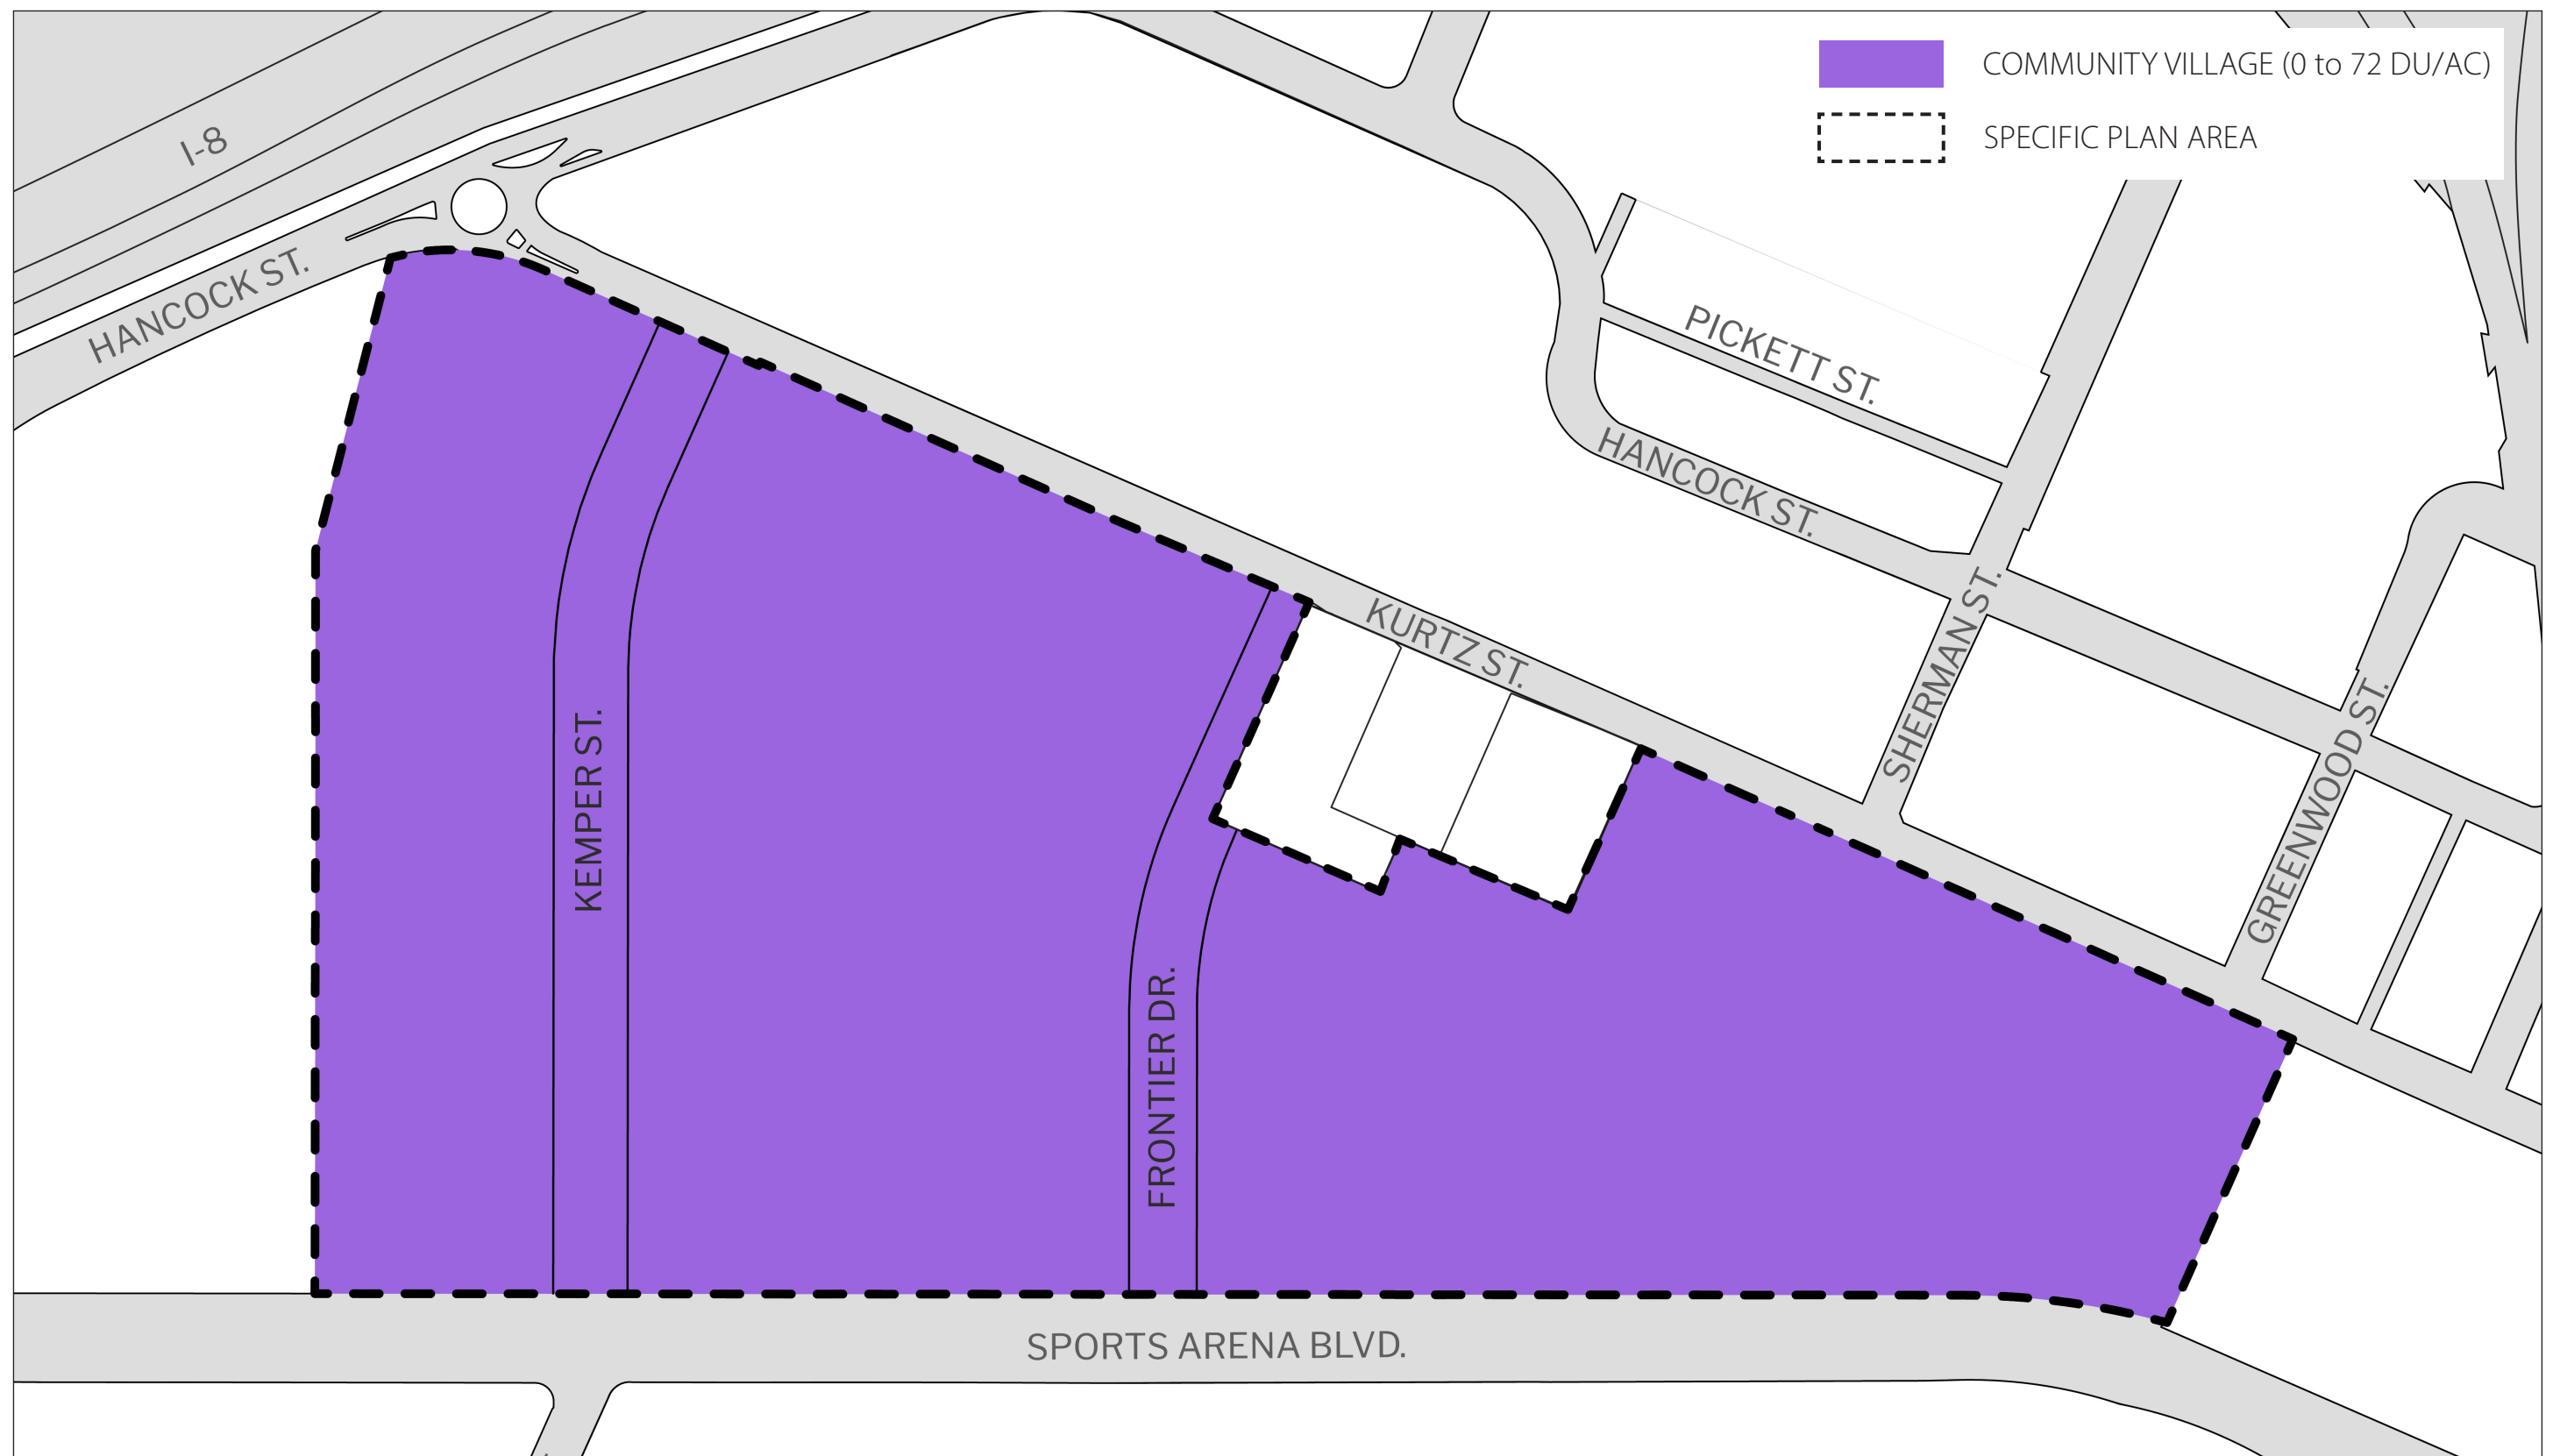 COMMUNITY VILLAGE (0 to 72 DU/AC)
SPECIFIC PLAN AREA
I-8
HANCOCK ST.
PICKETT ST.
HANCOCK ST.
KURTZ ST.
SHERMAN ST.
GREENWOOD ST.
KEMPER ST.
FRONTIER DR.
SPORTS ARENA BLVD.